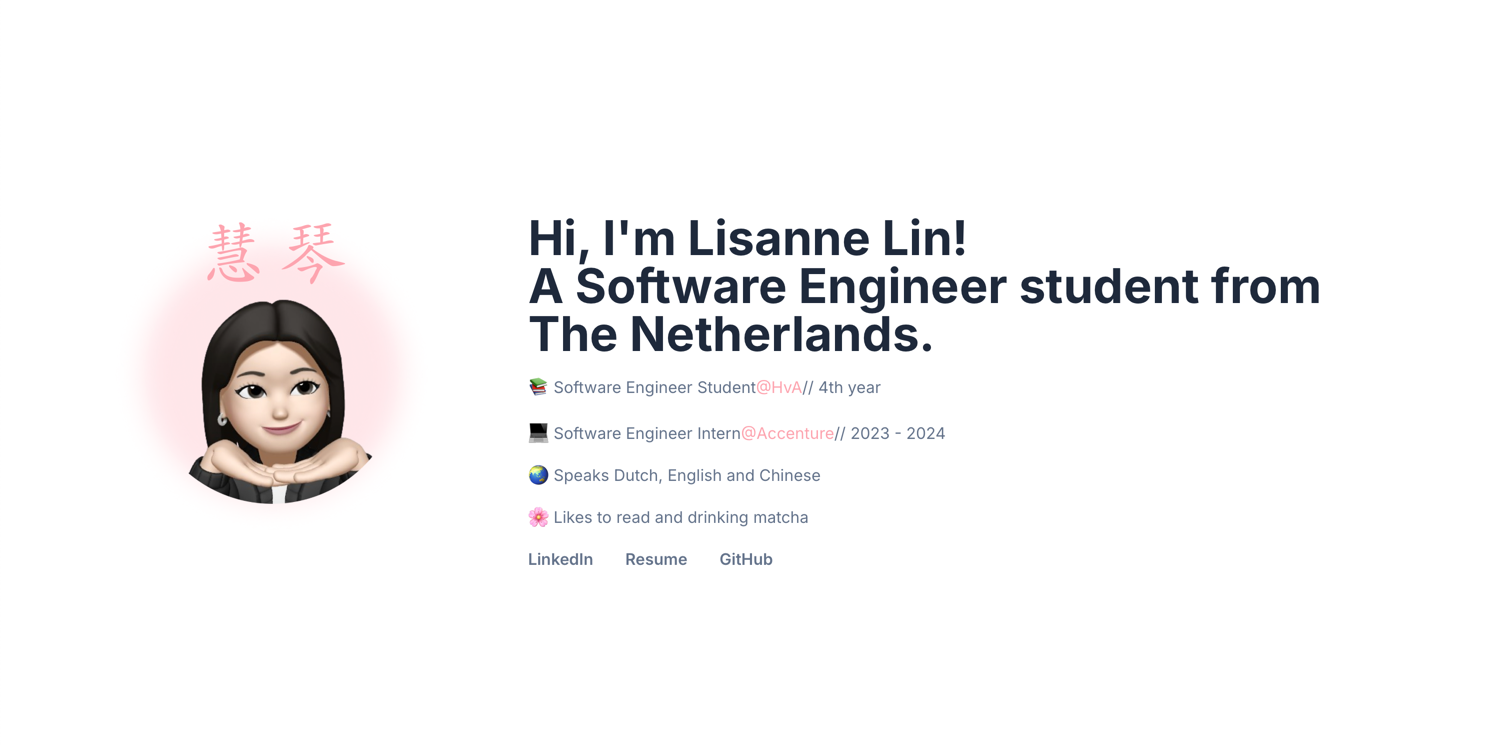 慧琴
Hi, I'm Lisanne Lin!
A Software Engineer student from
The Netherlands.
📚 Software Engineer Student@HvA// 4th year
💻 Software Engineer Intern@Accenture// 2023 - 2024
🌏 Speaks Dutch, English and Chinese
🌸 Likes to read and drinking matcha
LinkedIn Resume GitHub